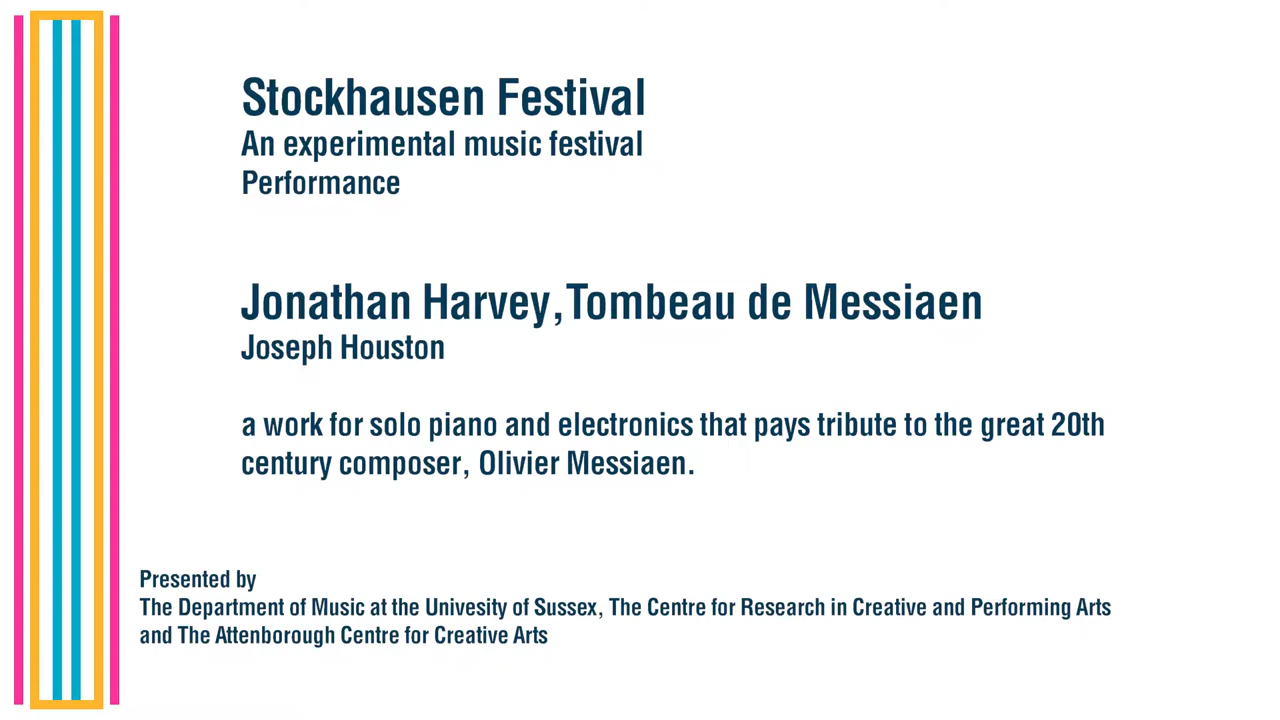 Stockhausen Festival
An experimental music festival
Performance
Jonathan Harvey,Tombeau de Messiaen
Joseph Houston
a work for solo piano and electronics that pays tribute to the great 20th
century composer, Olivier Messiaen.
Presented by
The Department of Music at the Univesity of Sussex, The Centre for Research in Creative and Performing Arts
and The Attenborough Centre for Creative Arts